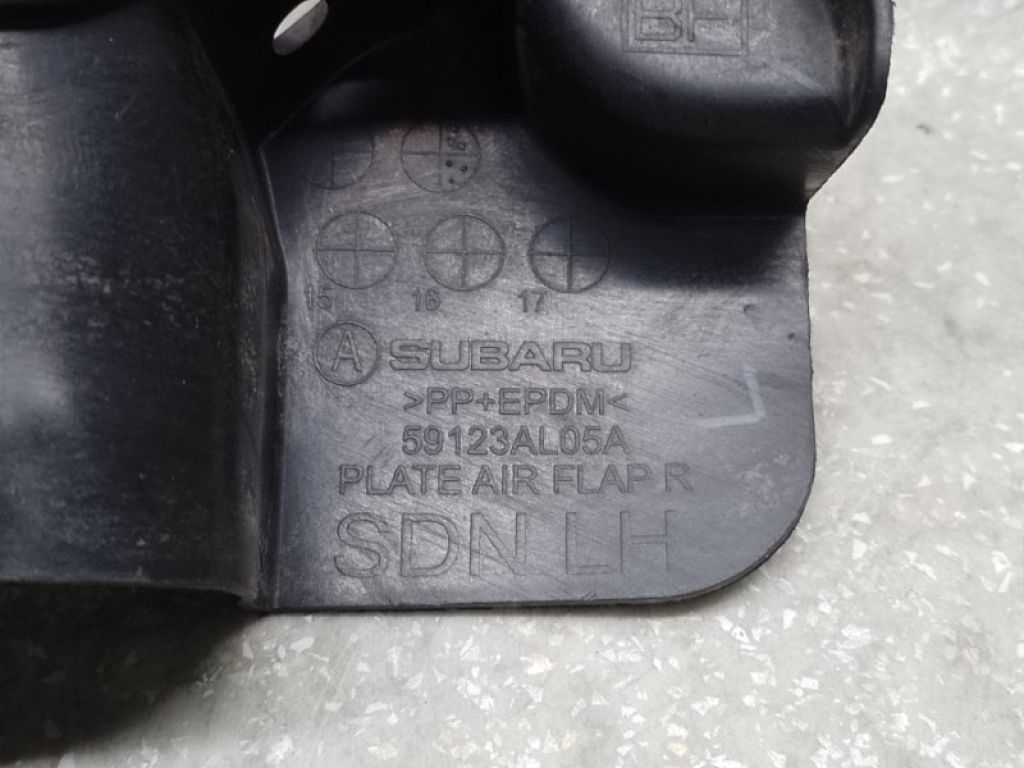 BH
15 16 17
A SUBARU
>PP+EPDM<
59123AL05A
PLATE AIR FLAP R
SDN LH